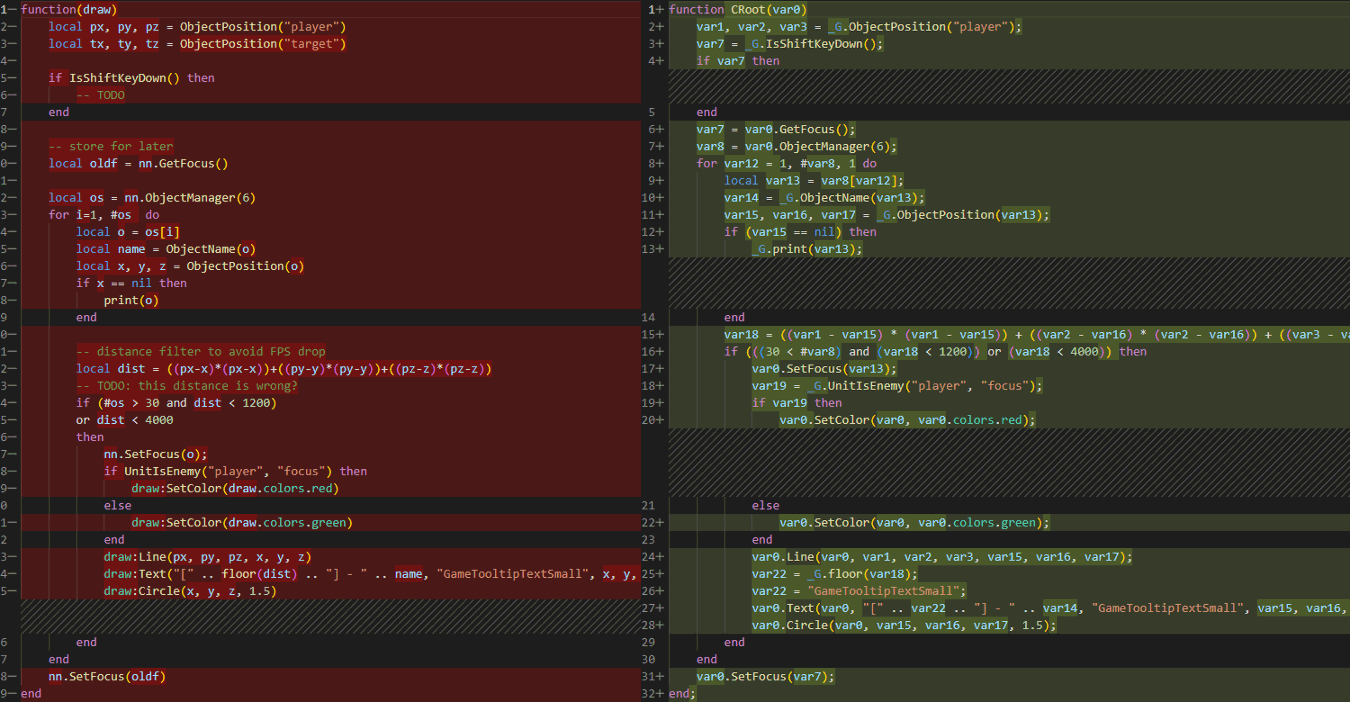 1— function(draw)
2— local px, py, pz = ObjectPosition("player")
3— local tx, ty, tz = ObjectPosition("target")
4—
5— if IsShiftKeyDown() then
6— -- TODO
7 end
8—
9— -- store for later
0— local oldf = nn.GetFocus()
1—
2— local os = nn.ObjectManager(6)
3— for i=1, #os do
4— local o = os[i]
5— local name = ObjectName(o)
6— local x, y, z = ObjectPosition(o)
7— if x == nil then
8— print(o)
9 end
0—
1— -- distance filter to avoid FPS drop
2— local dist = ((px-x)*(px-x))+((py-y)*(py-y))+((pz-z)*(pz-z))
3— -- TODO: this distance is wrong?
4— if (#os > 30 and dist < 1200)
5— or dist < 4000
6— then
7— nn.SetFocus(o);
8— if UnitIsEnemy("player", "focus") then
9— draw:SetColor(draw.colors.red)
0 else
1— draw:SetColor(draw.colors.green)
2 end
3— draw:Line(px, py, pz, x, y, z)
4— draw:Text("[" .. floor(dist) .. "] - " .. name, "GameTooltipTextSmall", x, y,
5— draw:Circle(x, y, z, 1.5)
6 end
7 end
8— nn.SetFocus(oldf)
9— end
1+ function CRoot(var0)
2+ var1, var2, var3 = _G.ObjectPosition("player");
3+ var7 = _G.IsShiftKeyDown();
4+ if var7 then
5 end
6+ var7 = var0.GetFocus();
7+ var8 = var0.ObjectManager(6);
8+ for var12 = 1, #var8, 1 do
9+ local var13 = var8[var12];
10+ var14 = _G.ObjectName(var13);
11+ var15, var16, var17 = _G.ObjectPosition(var13);
12+ if (var15 == nil) then
13+ _G.print(var13);
14 end
15+ var18 = ((var1 - var15) * (var1 - var15)) + ((var2 - var16) * (var2 - var16)) + ((var3 - va
16+ if (((30 < #var8) and (var18 < 1200)) or (var18 < 4000)) then
17+ var0.SetFocus(var13);
18+ var19 = _G.UnitIsEnemy("player", "focus");
19+ if var19 then
20+ var0.SetColor(var0, var0.colors.red);
21 else
22+ var0.SetColor(var0, var0.colors.green);
23 end
24+ var0.Line(var0, var1, var2, var3, var15, var16, var17);
25+ var22 = _G.floor(var18);
26+ var22 = "GameTooltipTextSmall";
27+ var0.Text(var0, "[" .. var22 .. "] - " .. var14, "GameTooltipTextSmall", var15, var16,
28+ var0.Circle(var0, var15, var16, var17, 1.5);
29 end
30 end
31+ var0.SetFocus(var7);
32+ end;